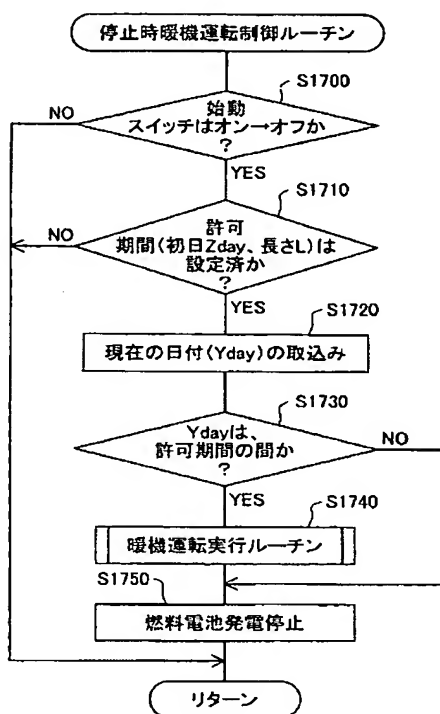 停止時暖機運転制御ルーチン
S1700
NO
始動
スイッチはオン→オフか
?
YES
S1710
NO
許可
期間(初日Zday、長さL)は
設定済か
?
YES
S1720
現在の日付(Yday)の取込み
S1730
Ydayは、
許可期間の間か
?
NO
YES
S1740
暖機運転実行ルーチン
S1750
燃料電池発電停止
リターン